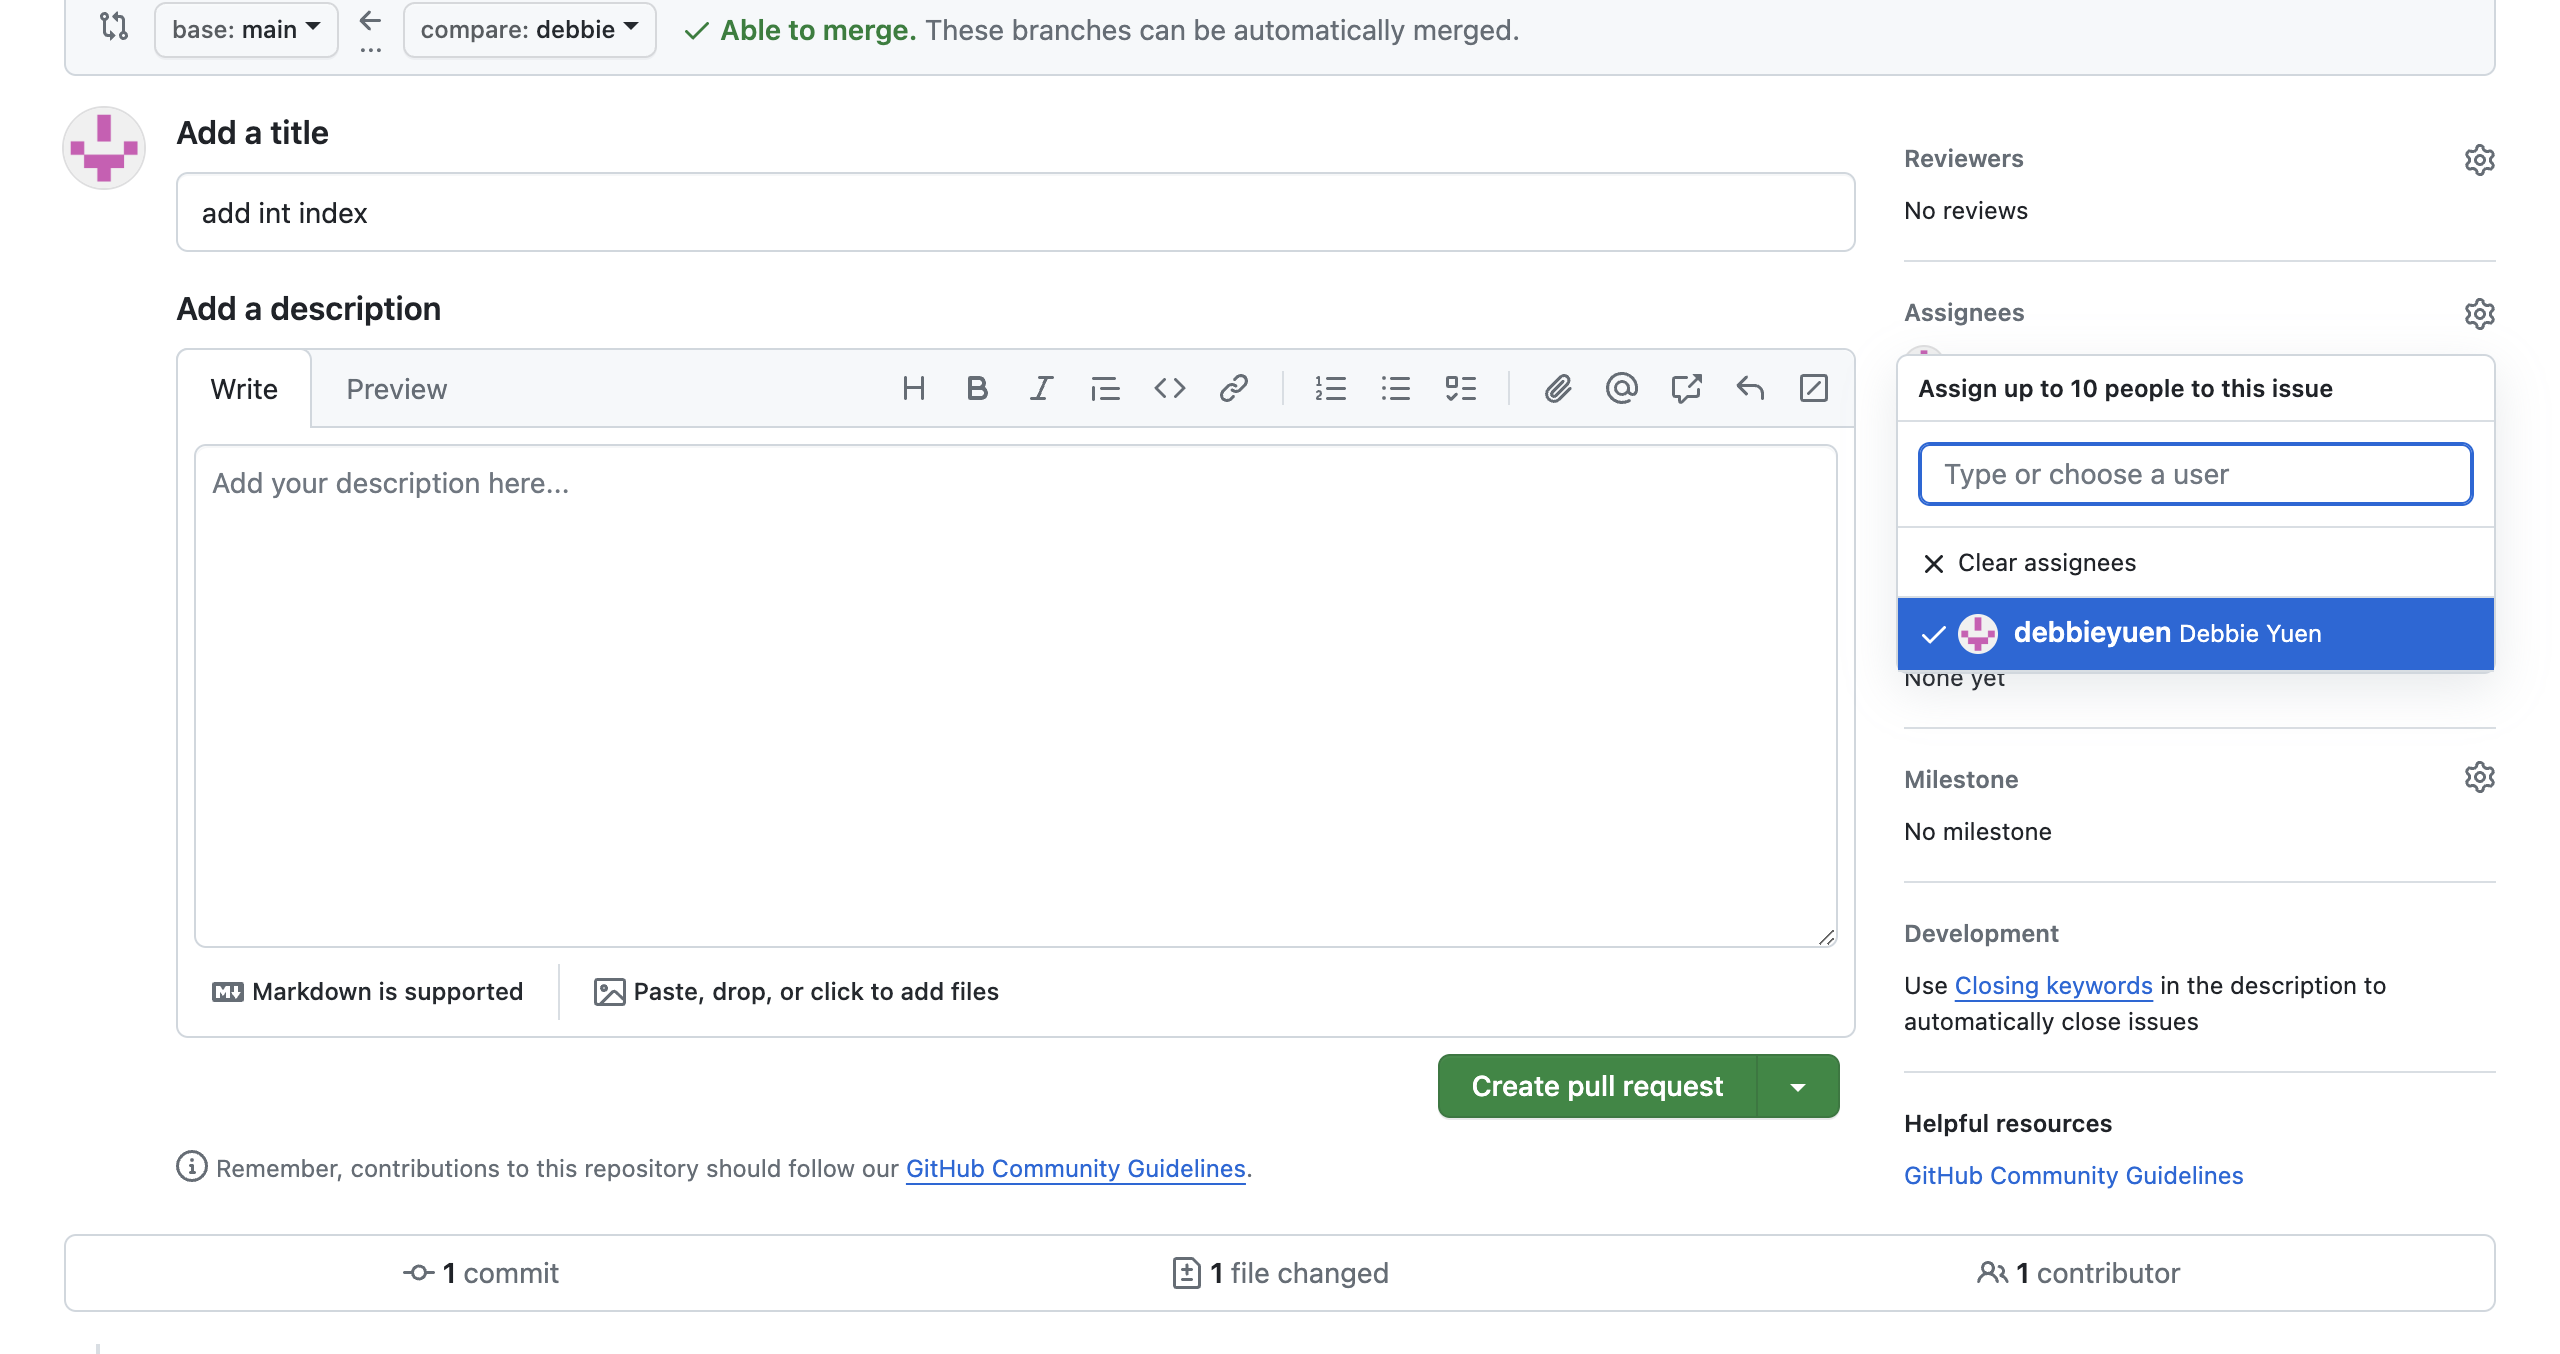 base: main
compare: debbie
Able to merge. These branches can be automatically merged.
Add a title
add int index
Add a description
Write
Preview
Add your description here...
Markdown is supported
Paste, drop, or click to add files
Create pull request
Remember, contributions to this repository should follow our GitHub Community Guidelines.
Reviewers
No reviews
Assignees
Assign up to 10 people to this issue
Type or choose a user
Clear assignees
debbieyuen Debbie Yuen
None yet
Milestone
No milestone
Development
Use Closing keywords in the description to
automatically close issues
Helpful resources
GitHub Community Guidelines
1 commit
1 file changed
1 contributor